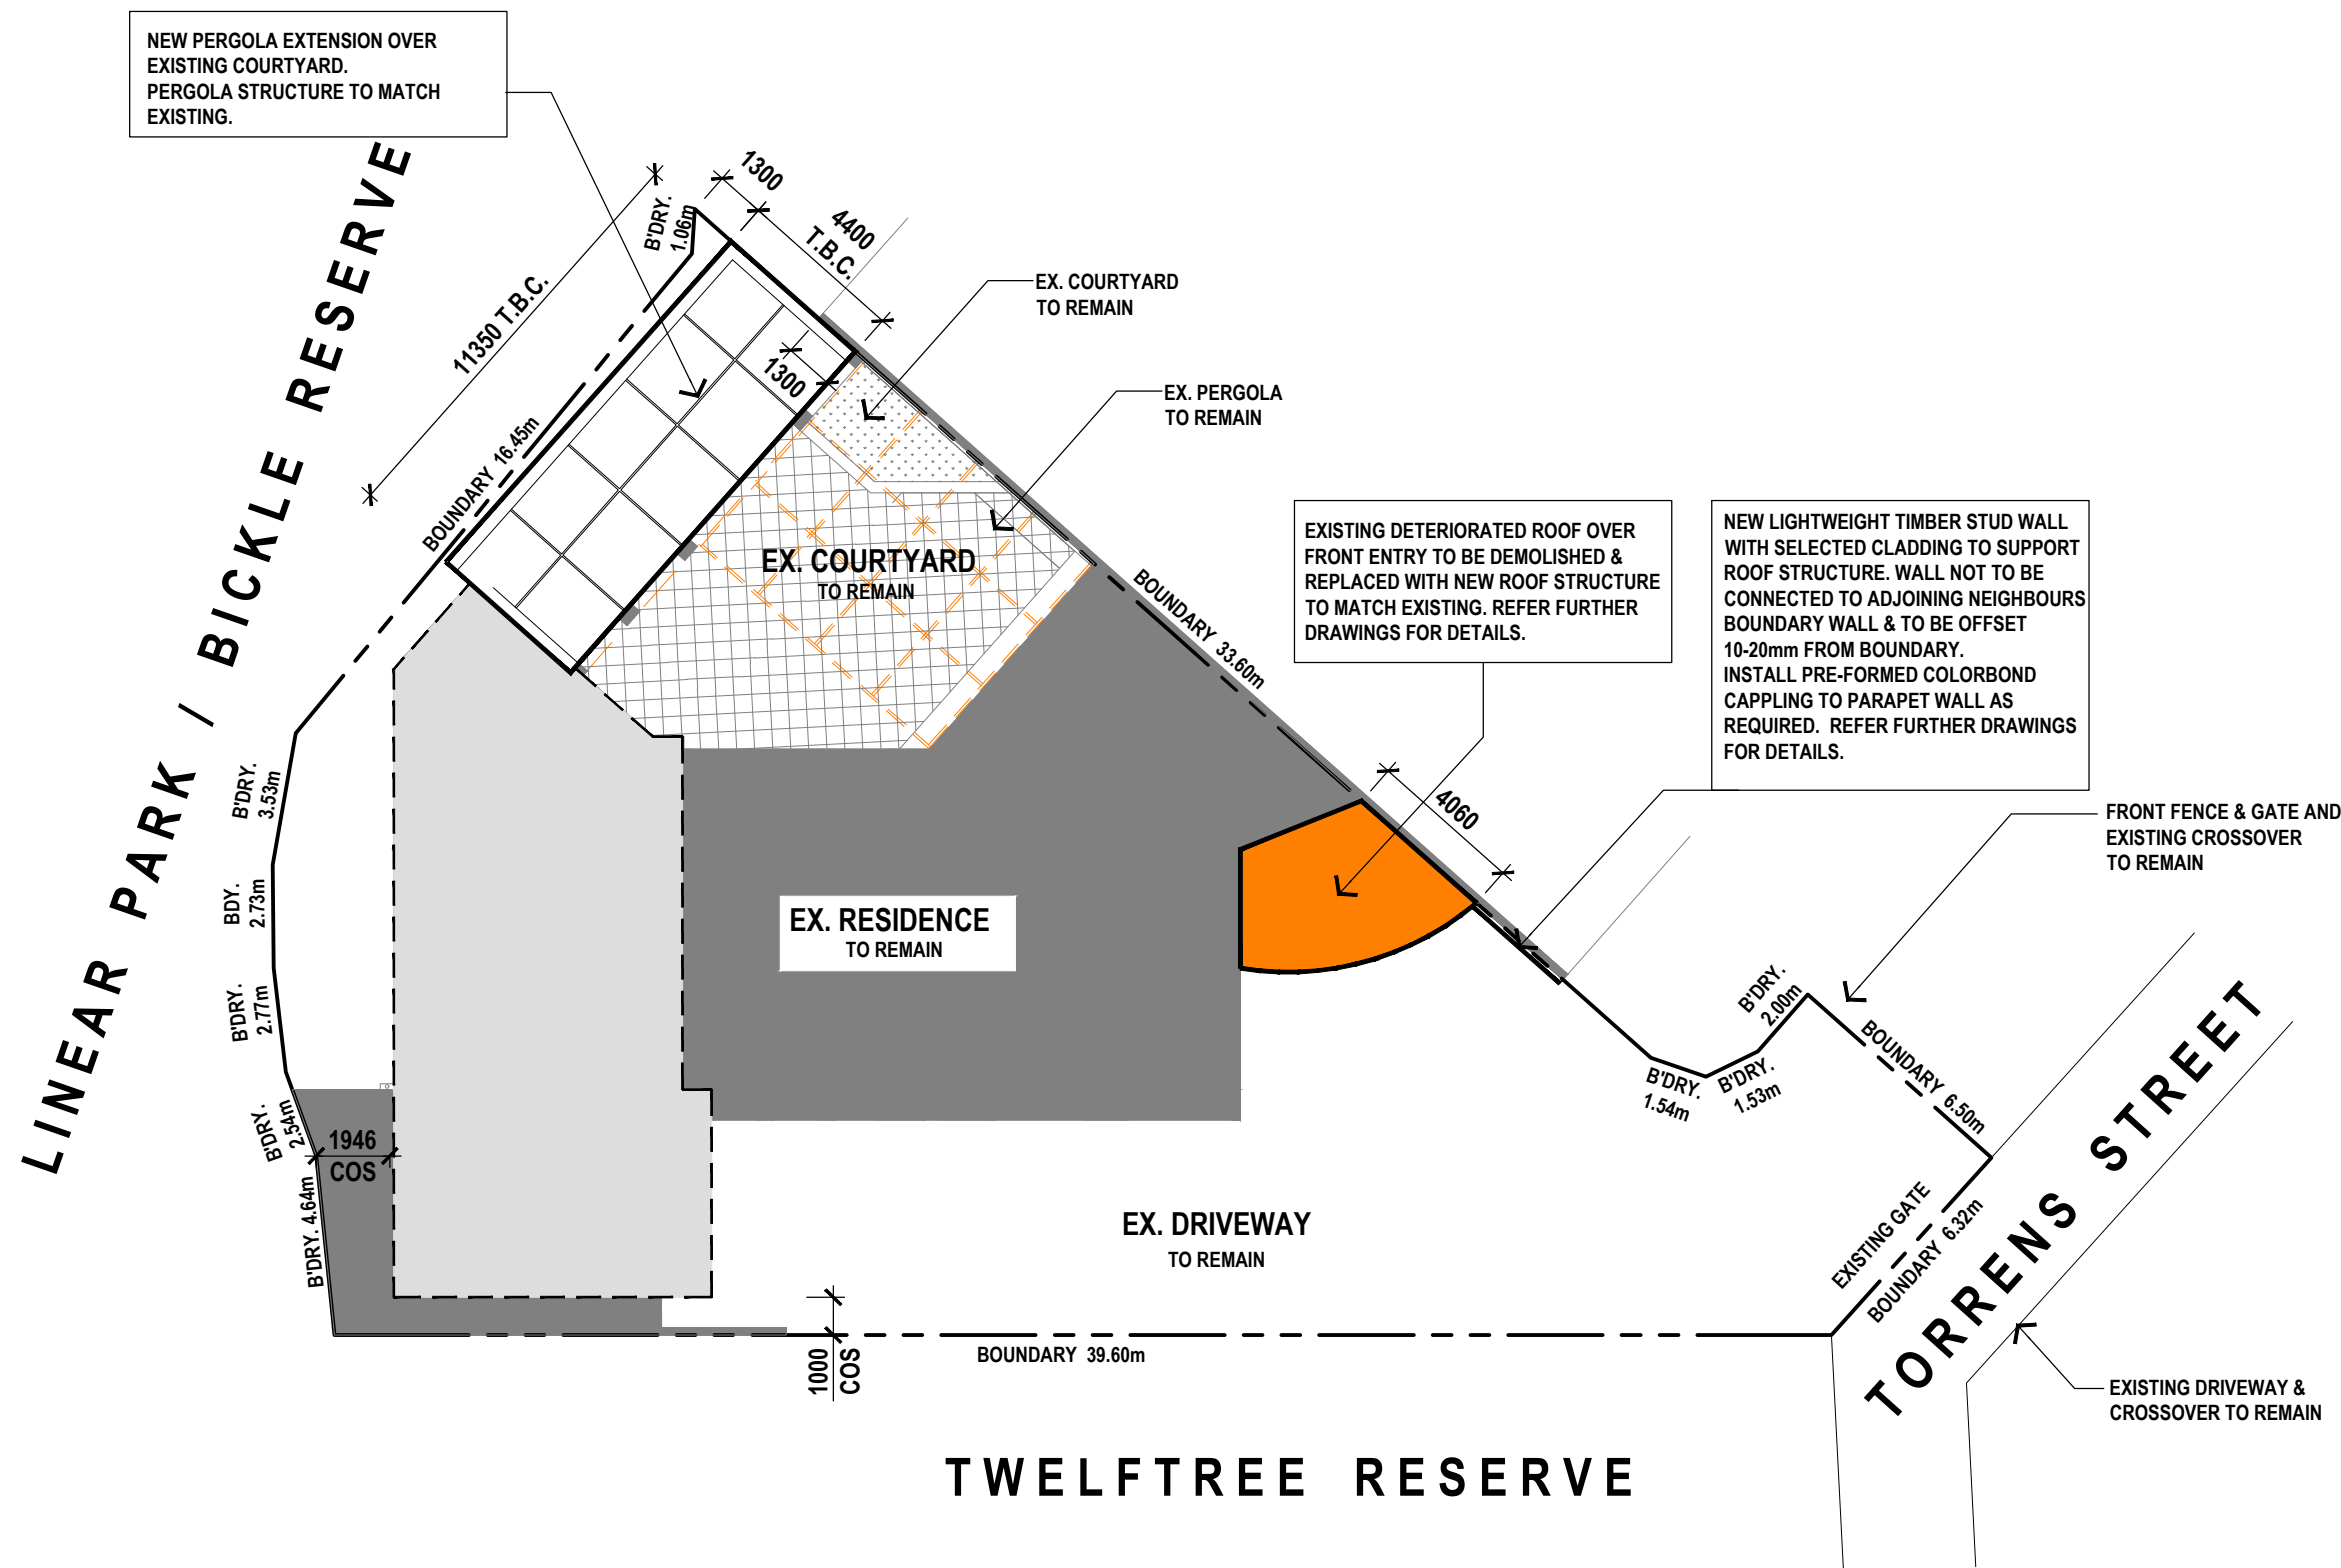 NEW PERGOLA EXTENSION OVER
EXISTING COURTYARD.
PERGOLA STRUCTURE TO MATCH
EXISTING.
LINEAR PARK / BICKLE RESERVE
1300
B'DRY.
1.06m
4400
T.B.C.
11350 T.B.C.
EX. COURTYARD
TO REMAIN
1300
EX. PERGOLA
TO REMAIN
BOUNDARY 16.45m
EX. COURTYARD
TO REMAIN
BOUNDARY 33.60m
EXISTING DETERIORATED ROOF OVER
FRONT ENTRY TO BE DEMOLISHED &
REPLACED WITH NEW ROOF STRUCTURE
TO MATCH EXISTING. REFER FURTHER
DRAWINGS FOR DETAILS.
NEW LIGHTWEIGHT TIMBER STUD WALL
WITH SELECTED CLADDING TO SUPPORT
ROOF STRUCTURE. WALL NOT TO BE
CONNECTED TO ADJOINING NEIGHBOURS
BOUNDARY WALL & TO BE OFFSET
10-20mm FROM BOUNDARY.
INSTALL PRE-FORMED COLORBOND
CAPPLING TO PARAPET WALL AS
REQUIRED. REFER FURTHER DRAWINGS
FOR DETAILS.
B'DRY.
3.53m
4060
FRONT FENCE & GATE AND
EXISTING CROSSOVER
TO REMAIN
BDY.
2.73m
EX. RESIDENCE
TO REMAIN
B'DRY.
2.77m
B'DRY.
2.00m
BOUNDARY 6.50m
B'DRY.
1.54m
B'DRY.
1.53m
B'DRY.
2.54m
1946
COS
B'DRY. 4.64m
EX. DRIVEWAY
TO REMAIN
EXISTING GATE
BOUNDARY 6.32m
TORRENS STREET
1000
COS
BOUNDARY 39.60m
EXISTING DRIVEWAY &
CROSSOVER TO REMAIN
TWELFTREE RESERVE